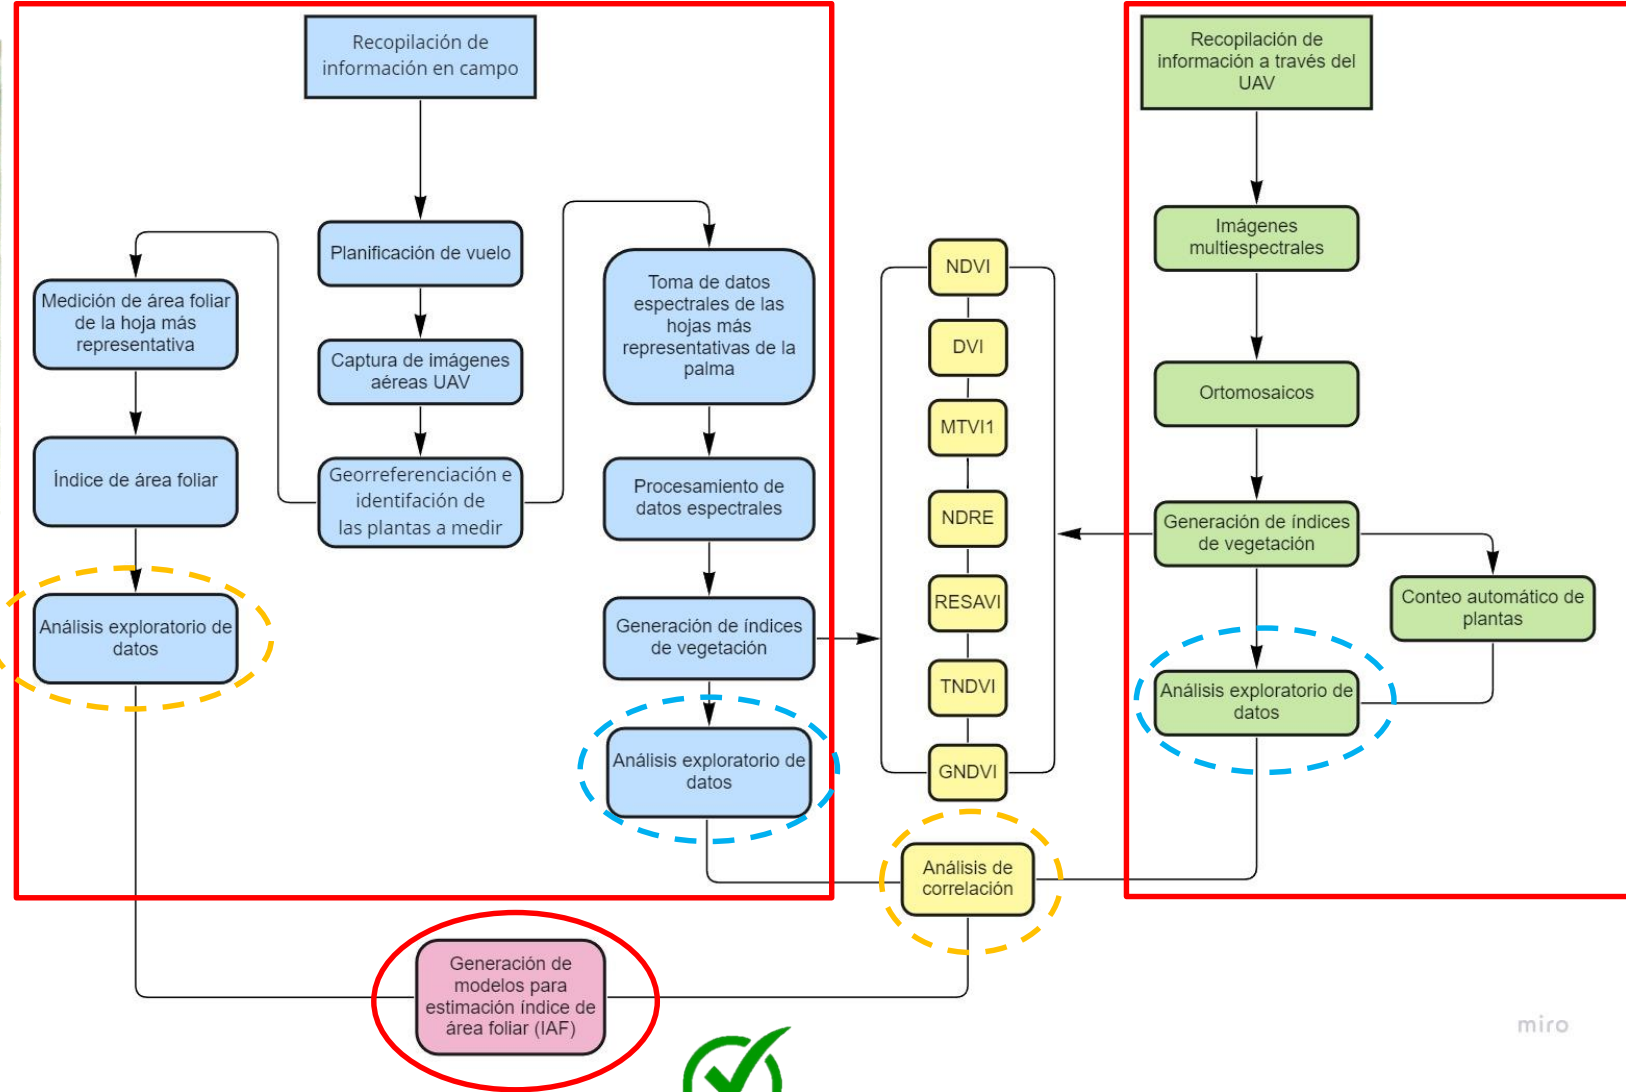 Recopilación de
información en campo
Planificación de vuelo
Captura de imágenes
aéreas UAV
Georreferenciación e
identifación de
las plantas a medir
Medición de área foliar
de la hoja más
representativa
Índice de área foliar
Análisis exploratorio de
datos
Toma de datos
espectrales de las
hojas más
representativas de la
palma
Procesamiento de
datos espectrales
Generación de índices
de vegetación
Análisis exploratorio de
datos
NDVI
DVI
MTVI1
NDRE
RESAVI
TNDVI
GNDVI
Análisis de
correlación
Recopilación de
información a través del
UAV
Imágenes
multiespectrales
Ortomosaicos
Generación de índices
de vegetación
Conteo automático de
plantas
Análisis exploratorio de
datos
Generación de
modelos para
estimación índice de
área foliar (IAF)
miro